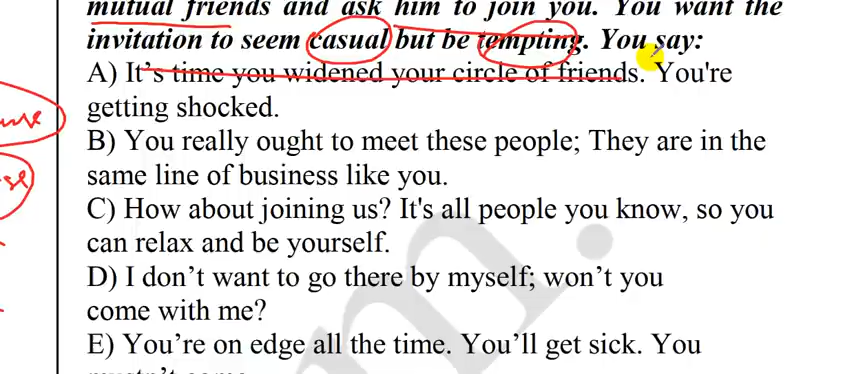 mutual friends and ask him to join you. You want the
invitation to seem casual but be tempting. You say:
A) It's time you widened your circle of friends. You're
getting shocked.
B) You really ought to meet these people; They are in the
same line of business like you.
C) How about joining us? It's all people you know, so you
can relax and be yourself.
D) I don't want to go there by myself; won't you
come with me?
E) You're on edge all the time. You'll get sick. You
mustn't come